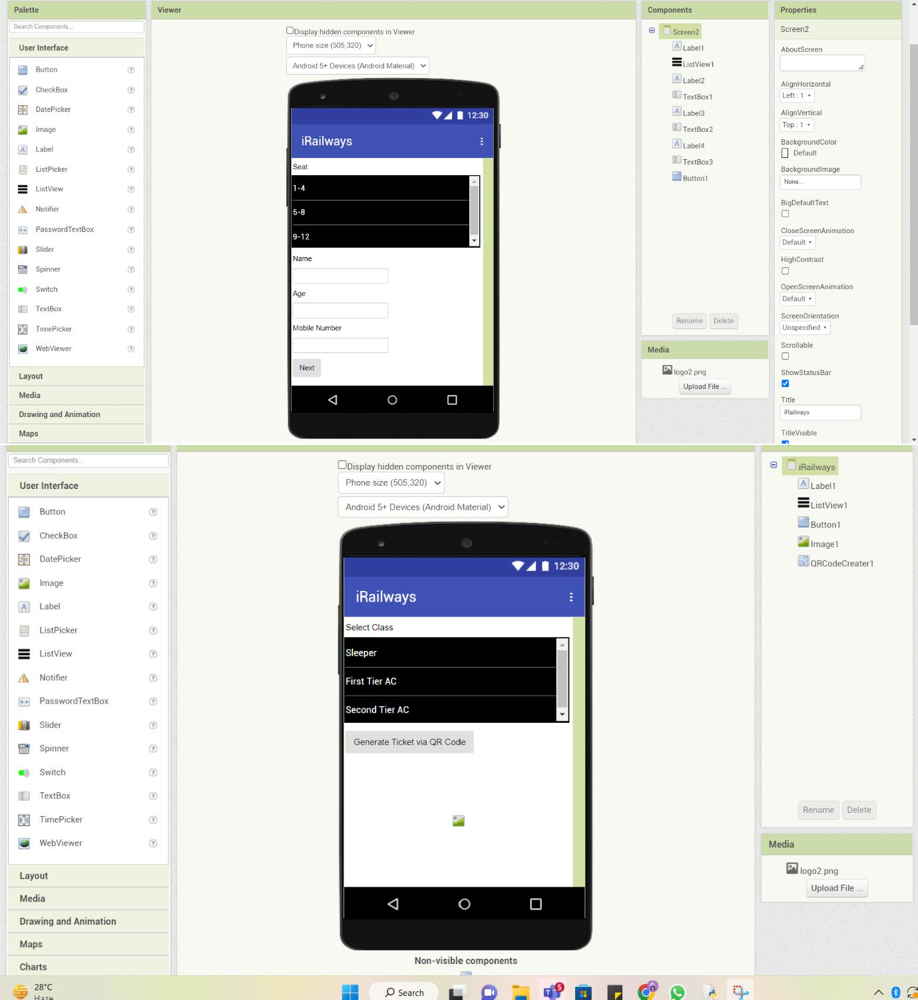 Palette
Viewer
Components
Properties
Search Components...
User Interface
Button
CheckBox
DatePicker
Image
Label
ListPicker
ListView
Notifier
PasswordTextBox
Slider
Spinner
Switch
TextBox
TimePicker
WebViewer
Layout
Media
Drawing and Animation
Maps
Display hidden components in Viewer
Phone size (505,320)
Android 5+ Devices (Android Material)
12:30
iRailways
Seat
1-4
5-8
9-12
Name
Age
Mobile Number
Next
Screen2
Label1
ListView1
Label2
TextBox1
Label3
TextBox2
Label4
TextBox3
Button1
Rename Delete
Media
logo2.png
Upload File ...
Screen2
AboutScreen
AlignHorizontal
Left : 1
AlignVertical
Top : 1
BackgroundColor
Default
BackgroundImage
None...
BigDefaultText
CloseScreenAnimation
Default
HighContrast
OpenScreenAnimation
Default
ScreenOrientation
Unspecified
Scrollable
ShowStatusBar
Title
iRailways
TitleVisible
Search Components...
User Interface
Button
CheckBox
DatePicker
Image
Label
ListPicker
ListView
Notifier
PasswordTextBox
Slider
Spinner
Switch
TextBox
TimePicker
WebViewer
Layout
Media
Drawing and Animation
Maps
Charts
Display hidden components in Viewer
Phone size (505,320)
Android 5+ Devices (Android Material)
12:30
iRailways
Select Class
Sleeper
First Tier AC
Second Tier AC
Generate Ticket via QR Code
Non-visible components
iRailways
Label1
ListView1
Button1
Image1
QRCodeCreater1
Rename Delete
Media
logo2.png
Upload File ...
28°C
Haze
Search
5